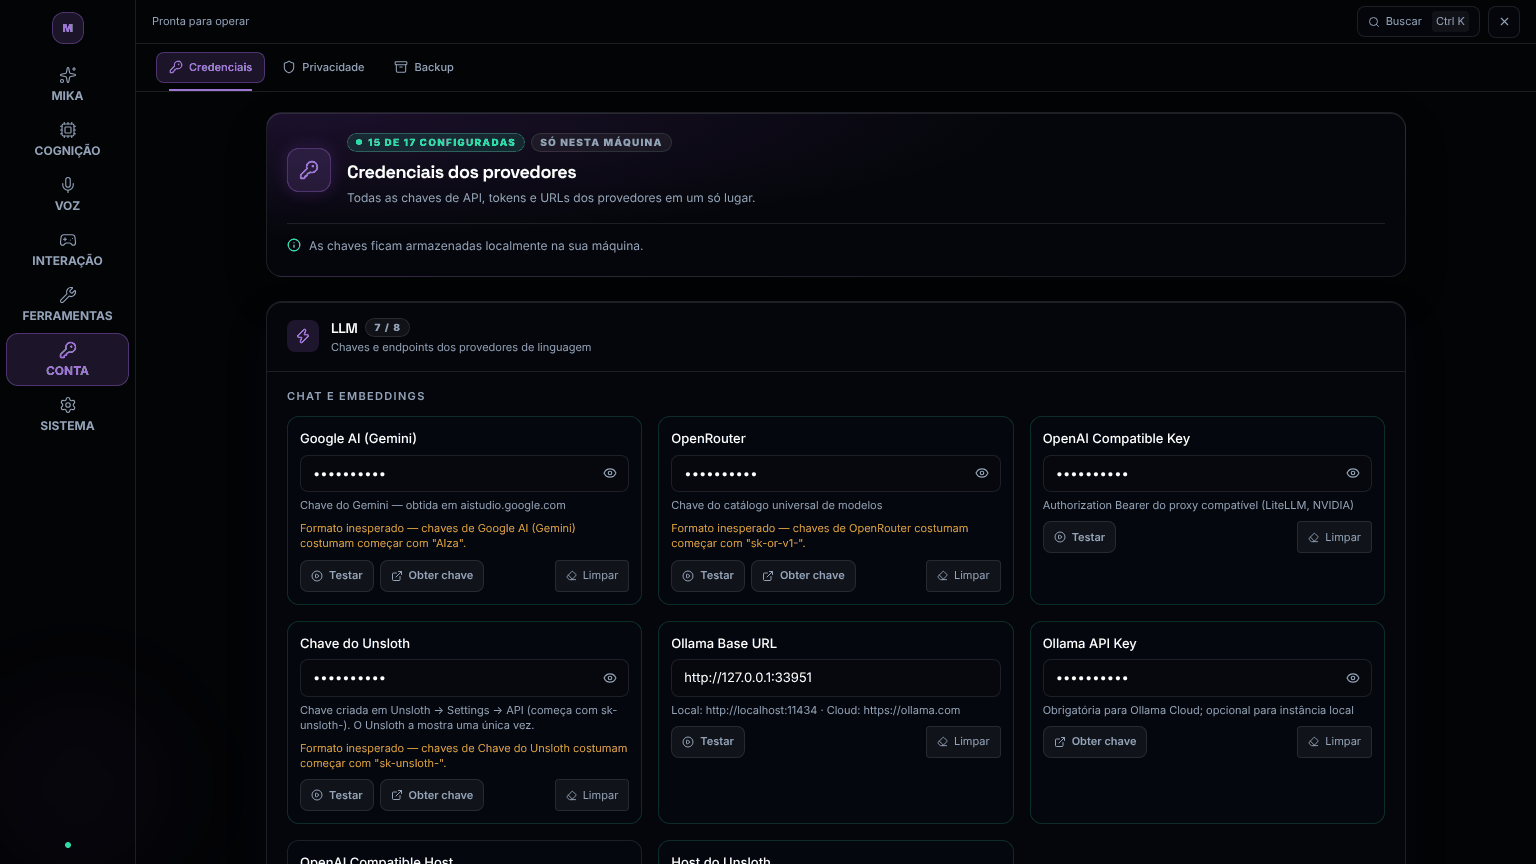 M
Pronta para operar
Buscar
Ctrl K
MIKA
COGNIÇÃO
VOZ
INTERAÇÃO
FERRAMENTAS
CONTA
SISTEMA
Credenciais
Privacidade
Backup
15 DE 17 CONFIGURADAS
SÓ NESTA MÁQUINA
Credenciais dos provedores
Todas as chaves de API, tokens e URLs dos provedores em um só lugar.
As chaves ficam armazenadas localmente na sua máquina.
LLM
7 / 8
Chaves e endpoints dos provedores de linguagem
CHAT E EMBEDDINGS
Google AI (Gemini)
••••••••••
Chave do Gemini — obtida em aistudio.google.com
Formato inesperado — chaves de Google AI (Gemini)
costumam começar com "AIza".
Testar
Obter chave
Limpar
OpenRouter
••••••••••
Chave do catálogo universal de modelos
Formato inesperado — chaves de OpenRouter costumam
começar com "sk-or-v1-".
Testar
Obter chave
Limpar
OpenAI Compatible Key
••••••••••
Authorization Bearer do proxy compatível (LiteLLM, NVIDIA)
Testar
Limpar
Chave do Unsloth
••••••••••
Chave criada em Unsloth → Settings → API (começa com sk-
unsloth-). O Unsloth a mostra uma única vez.
Formato inesperado — chaves de Chave do Unsloth costumam
começar com "sk-unsloth-".
Testar
Obter chave
Limpar
Ollama Base URL
http://127.0.0.1:33951
Local: http://localhost:11434 · Cloud: https://ollama.com
Testar
Limpar
Ollama API Key
••••••••••
Obrigatória para Ollama Cloud; opcional para instância local
Obter chave
Limpar
OpenAI Compatible Host
Host do Unsloth